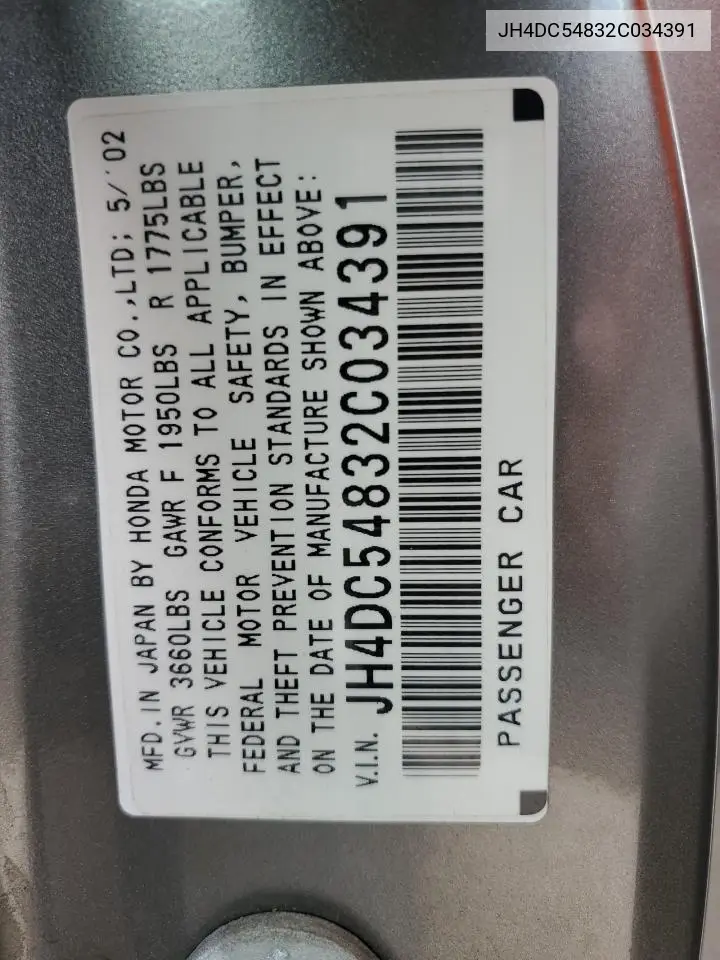 JH4DC54832C034391
MFD. IN JAPAN BY HONDA MOTOR CO.,LTD; 5/'02
GVWR 3660LBS GAWR F 1950LBS R 1775LBS
THIS VEHICLE CONFORMS TO ALL APPLICABLE
FEDERAL MOTOR VEHICLE SAFETY, BUMPER,
AND THEFT PREVENTION STANDARDS IN EFFECT
ON THE DATE OF MANUFACTURE SHOWN ABOVE:
V.I.N. JH4DC54832C034391
PASSENGER CAR